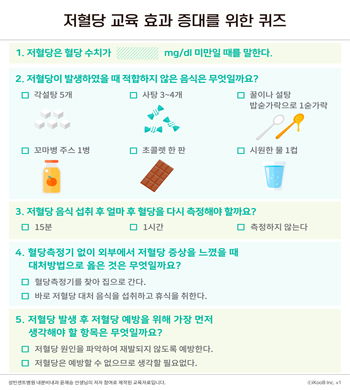 저혈당 교육 효과 증대를 위한 퀴즈
1. 저혈당은 혈당 수치가 mg/dl 미만일 때를 말한다.
2. 저혈당이 발생하였을 때 적합하지 않은 음식은 무엇일까요?
각설탕 5개 사탕 3~4개 꿀이나 설탕
밥숟가락으로 1숟가락
꼬마병 주스 1병 초콜렛 한 판 시원한 물 1컵
3. 저혈당 음식 섭취 후 얼마 후 혈당을 다시 측정해야 할까요?
15분 1시간 측정하지 않는다
4. 혈당측정기 없이 외부에서 저혈당 증상을 느꼈을 때
대처방법으로 옳은 것은 무엇일까요?
혈당측정기를 찾아 집으로 간다.
바로 저혈당 대처 음식을 섭취하고 휴식을 취한다.
5. 저혈당 발생 후 저혈당 예방을 위해 가장 먼저
생각해야 할 항목은 무엇일까요?
저혈당 원인을 파악하여 재발되지 않도록 예방한다.
저혈당은 예방할 수 없으므로 생각할 필요없다.
성빈센트병원 내분비내과 윤재승 선생님의 저자 참여로 제작된 교육자료입니다. ⓒiKooB Inc. v1